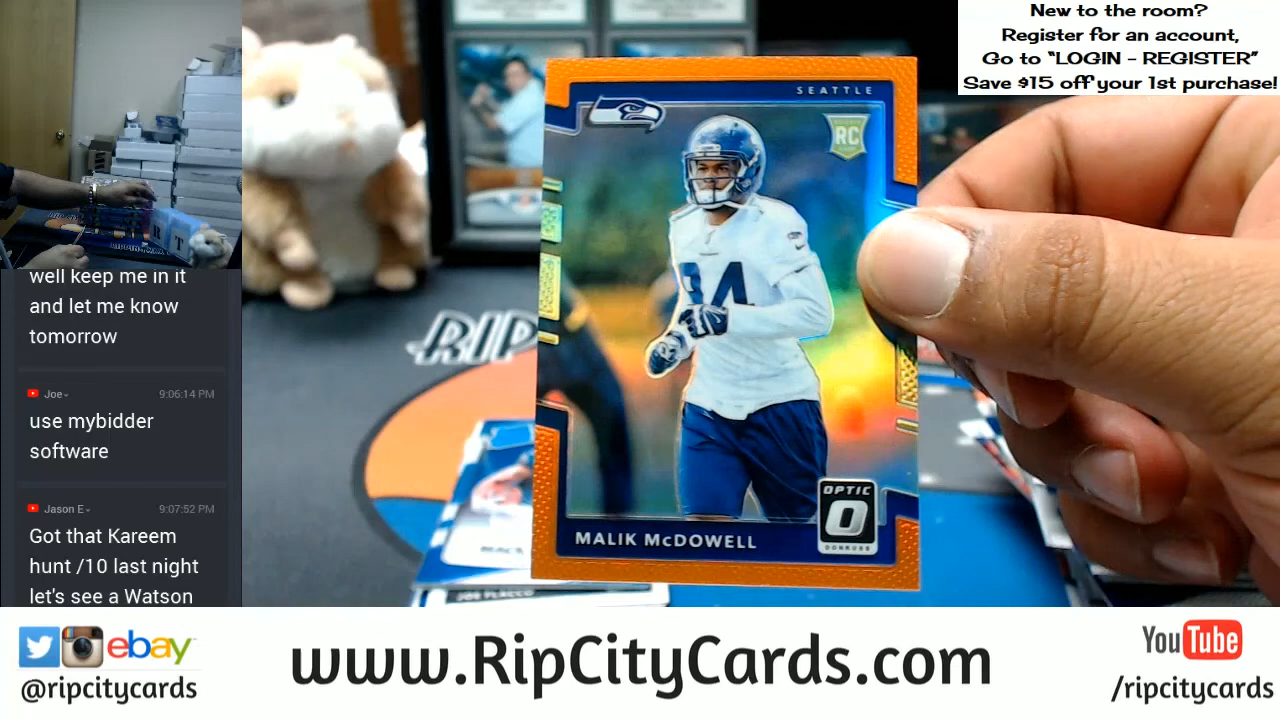 New to the room?
Register for an account,
Go to “LOGIN - REGISTER”
Save $15 off your 1st purchase!
SEATTLE
RC
84
OPTIC
DONRUSS
MALIK McDOWELL
RIP
JOE FLACCO
well keep me in it
and let me know
tomorrow
Joe
9:06:14 PM
use mybidder
software
Jason E
9:07:52 PM
Got that Kareem
hunt /10 last night
let's see a Watson
ebay
@ripcitycards
www.RipCityCards.com
YouTube
/ripcitycards